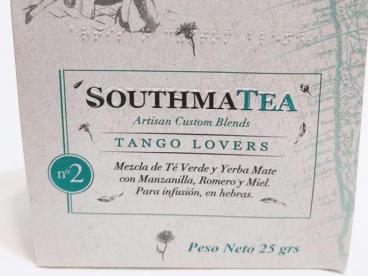 SOUTHMATEA
Artisan Custom Blends
TANGO LOVERS
nº2
Mezcla de Té Verde y Yerba Mate
con Manzanilla, Romero y Miel.
Para infusión, en hebras.
Peso Neto 25 grs